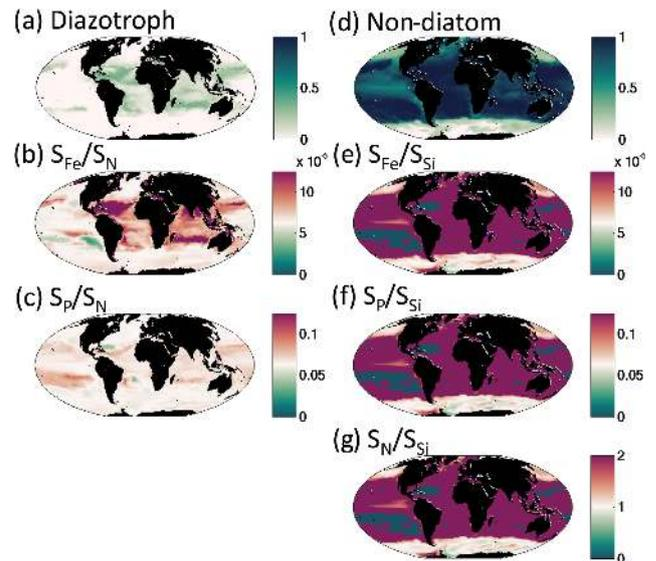 (a) Diazotroph
1
0.5
0
(b) S_Fe/S_N
x 10⁻⁶
10
5
0
(c) S_P/S_N
0.1
0.05
0
(d) Non-diatom
1
0.5
0
(e) S_Fe/S_Si
x 10⁻⁶
10
5
0
(f) S_P/S_Si
0.1
0.05
0
(g) S_N/S_Si
2
1
0